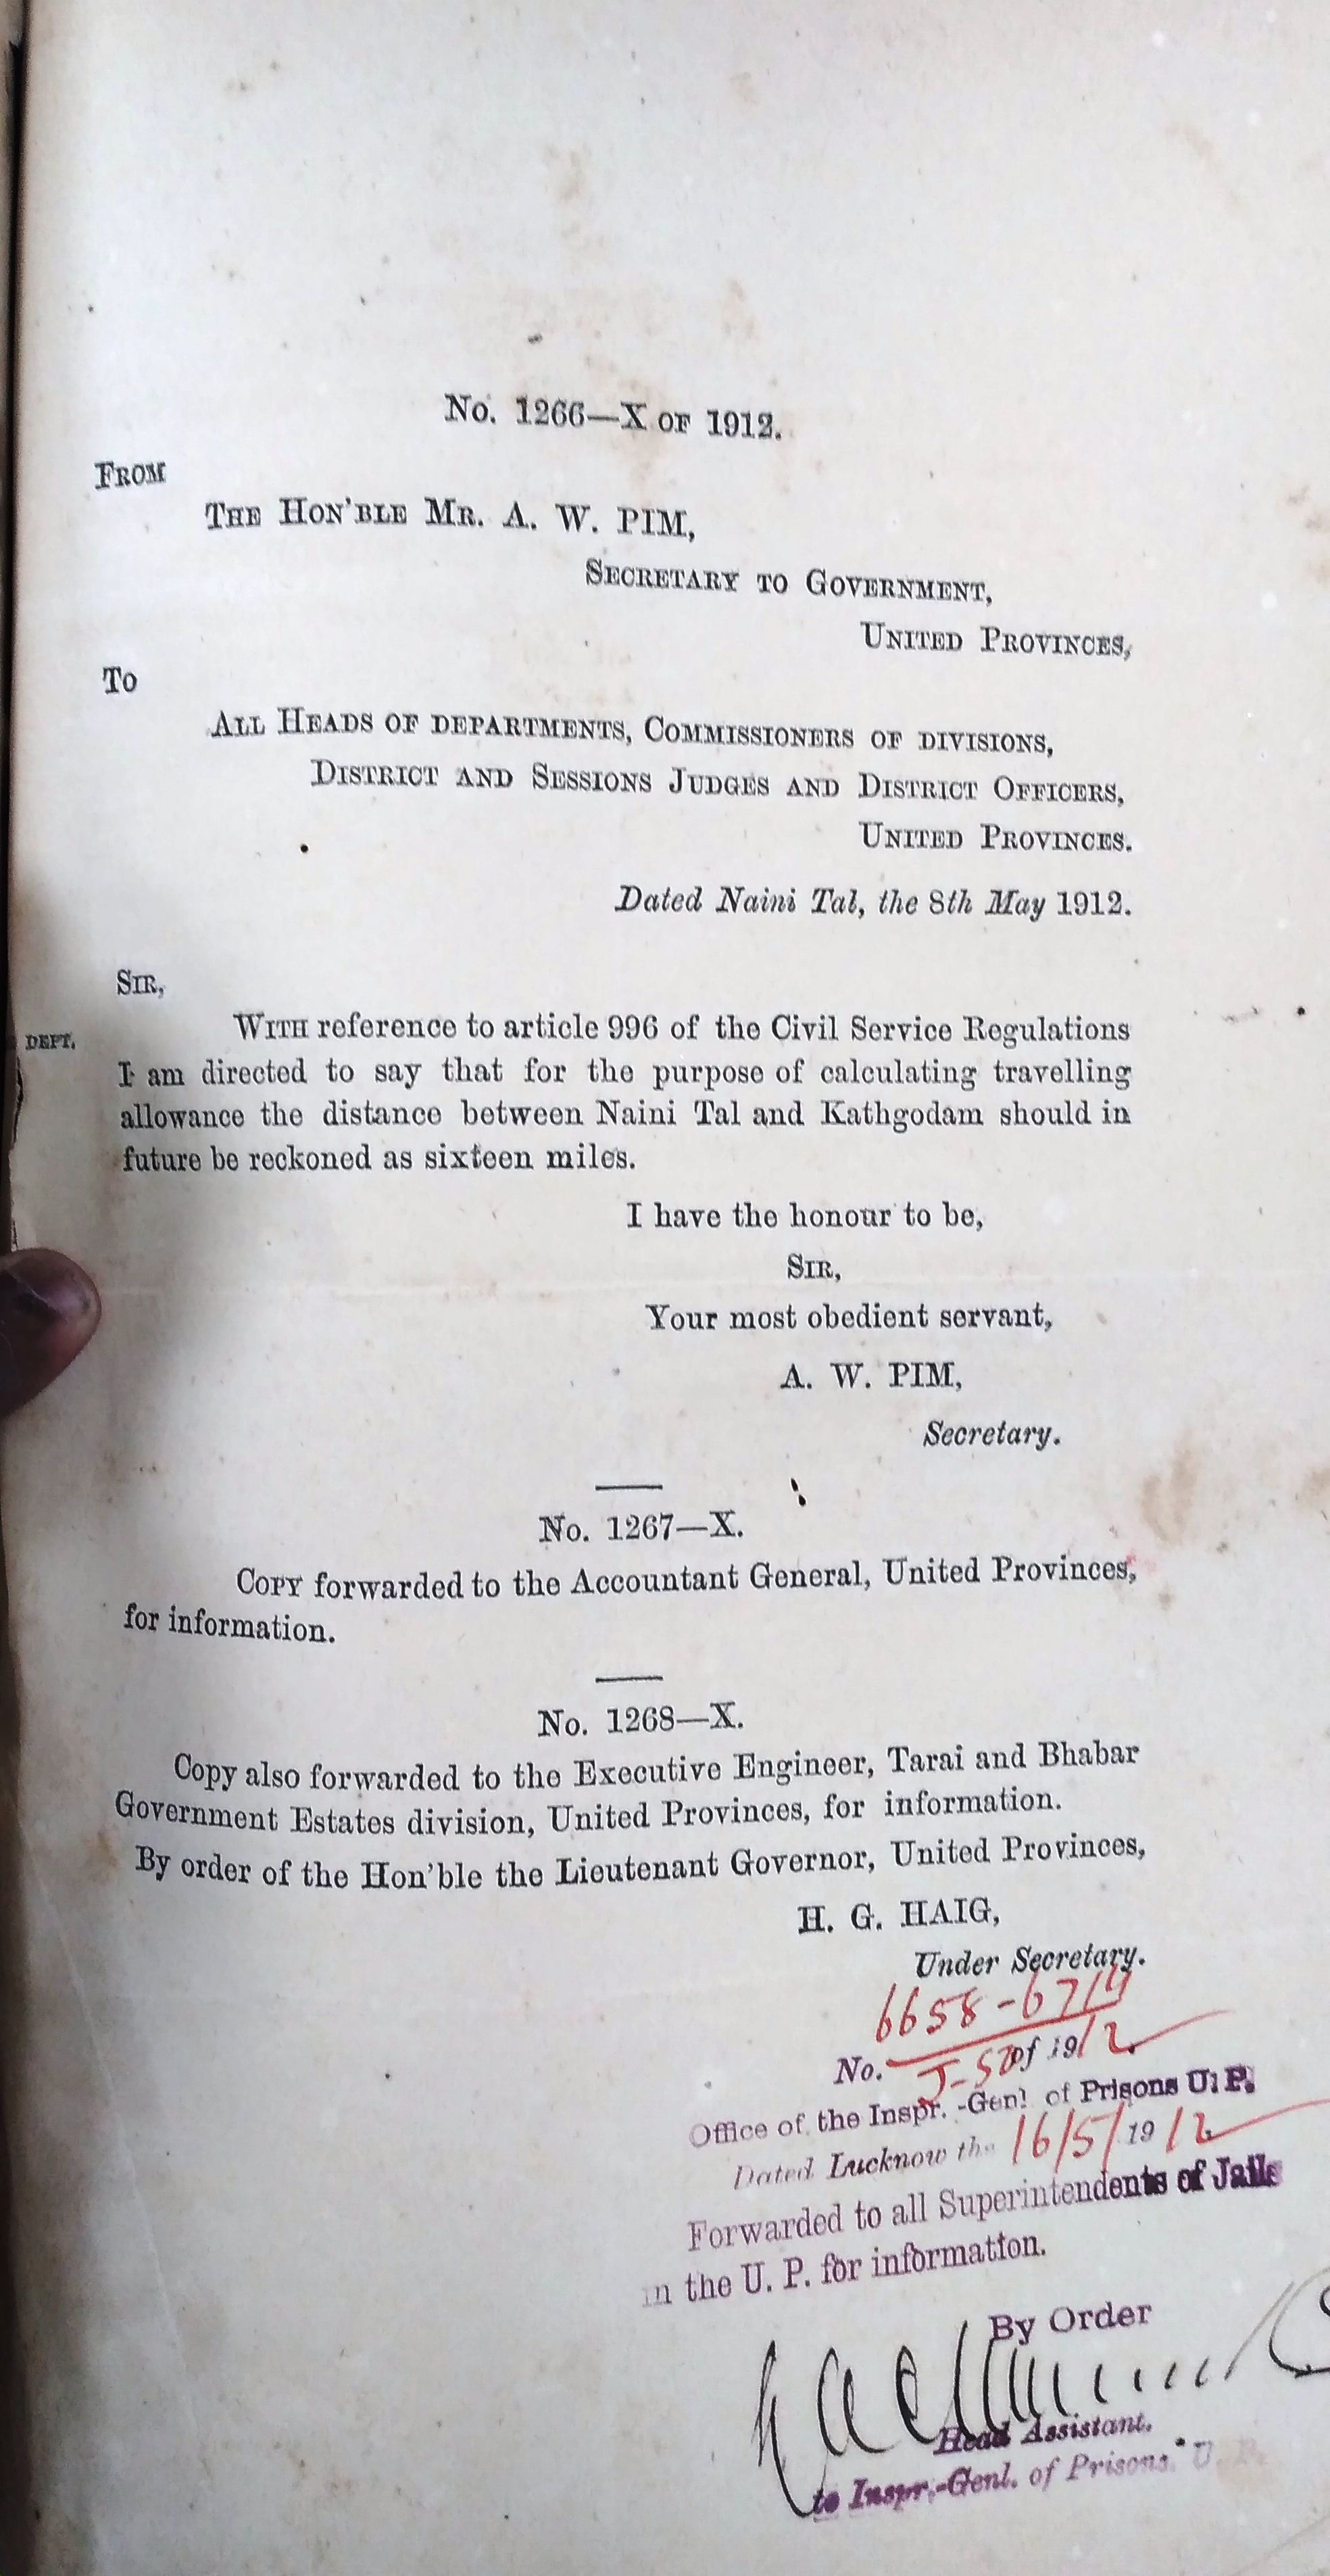 No. 1266—X OF 1912.
FROM
THE HON'BLE MR. A. W. PIM,
SECRETARY TO GOVERNMENT,
UNITED PROVINCES,
To
ALL HEADS OF DEPARTMENTS, COMMISSIONERS OF DIVISIONS,
DISTRICT AND SESSIONS JUDGES AND DISTRICT OFFICERS,
UNITED PROVINCES.
Dated Naini Tal, the 8th May 1912.
SIR,
DEPT.
WITH reference to article 996 of the Civil Service Regulations
I am directed to say that for the purpose of calculating travelling
allowance the distance between Naini Tal and Kathgodam should in
future be reckoned as sixteen miles.
I have the honour to be,
SIR,
Your most obedient servant,
A. W. PIM,
Secretary.
No. 1267—X.
COPY forwarded to the Accountant General, United Provinces,
for information.
No. 1268—X.
Copy also forwarded to the Executive Engineer, Tarai and Bhabar
Government Estates division, United Provinces, for information.
By order of the Hon'ble the Lieutenant Governor, United Provinces,
H. G. HAIG,
Under Secretary.
No. of 1912.
Office of the Inspr.-Genl. of Prisons U. P.
Dated Lucknow the 16/5/1912
Forwarded to all Superintendents of Jails
in the U. P. for information.
By Order
Head Assistant.
to Inspr.-Genl. of Prisons. U. P.